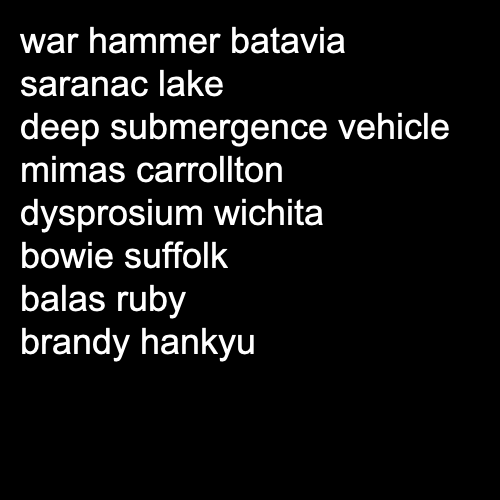 war hammer batavia
saranac lake
deep submergence vehicle
mimas carrollton
dysprosium wichita
bowie suffolk
balas ruby
brandy hankyu